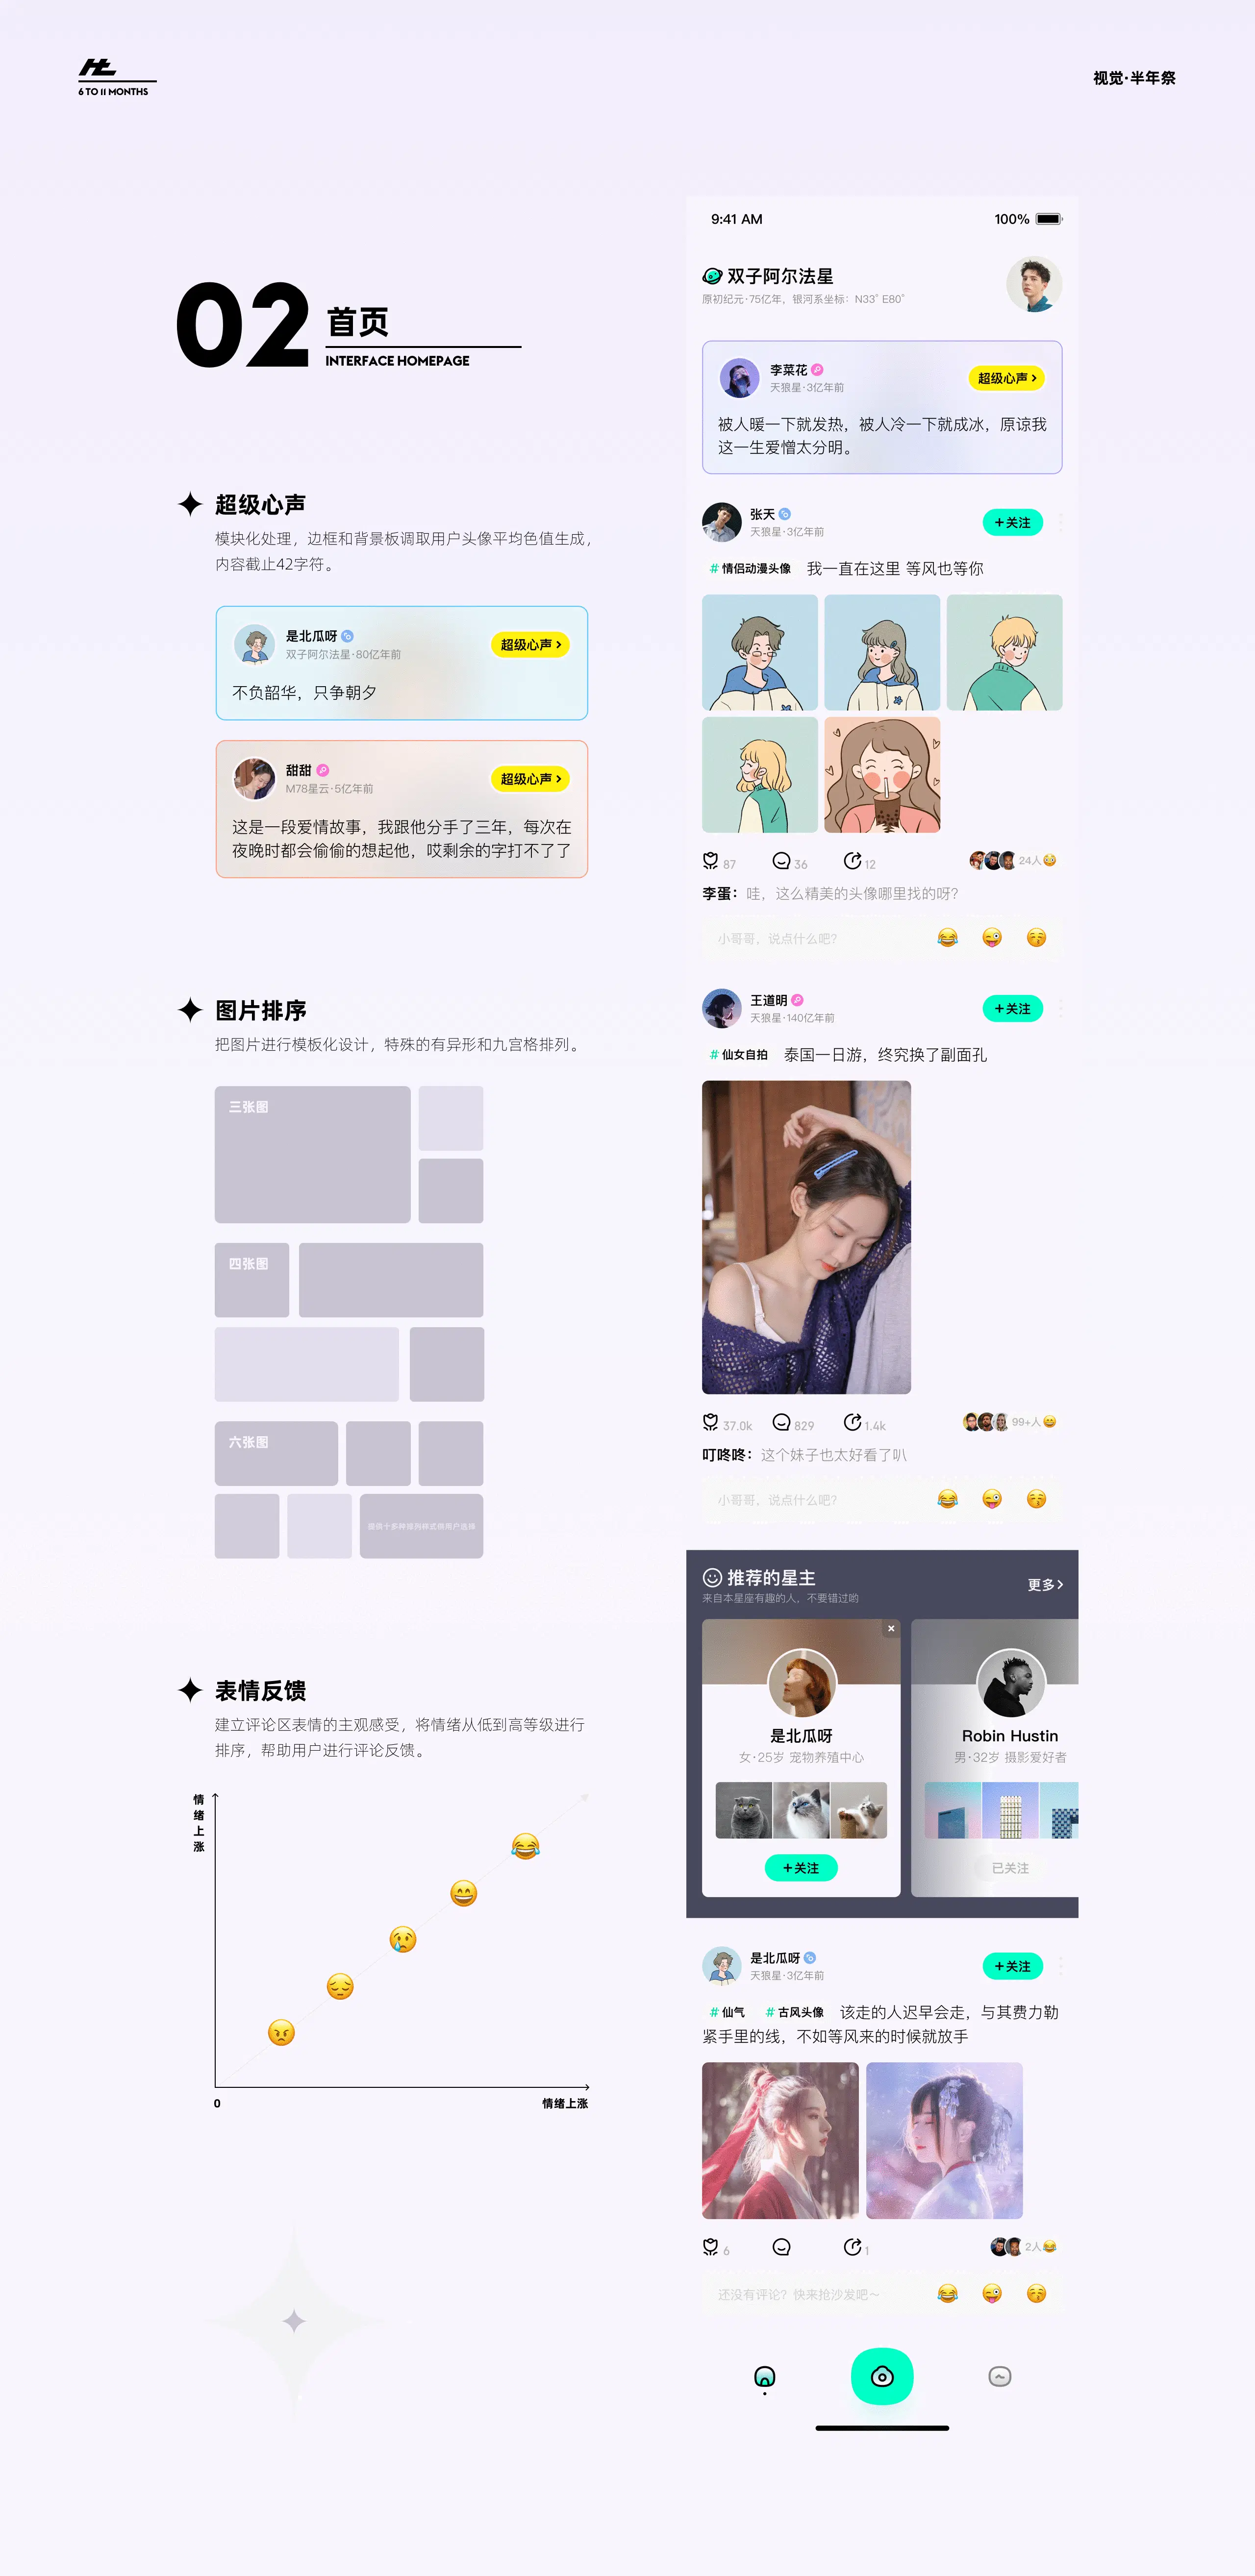 HL
6 TO 11 MONTHS
视觉·半年祭
02
首页
INTERFACE HOMEPAGE
超级心声
模块化处理，边框和背景板调取用户头像平均色值生成，
内容截止42字符。
是北瓜呀
双子阿尔法星·80亿年前
超级心声
不负韶华，只争朝夕
甜甜
M78星云·5亿年前
超级心声
这是一段爱情故事，我跟他分手了三年，每次在
夜晚时都会偷偷的想起他，哎剩余的字打不了了
图片排序
把图片进行模板化设计，特殊的有异形和九宫格排列。
三张图
四张图
六张图
提供十多种排列样式供用户选择
表情反馈
建立评论区表情的主观感受，将情绪从低到高等级进行
排序，帮助用户进行评论反馈。
情绪上涨
0
情绪上涨
9:41 AM
100%
双子阿尔法星
原初纪元·75亿年，银河系坐标：N33° E80°
李菜花
天狼星·3亿年前
超级心声
被人暖一下就发热，被人冷一下就成冰，原谅我
这一生爱憎太分明。
张天
天狼星·3亿年前
+关注
#情侣动漫头像 我一直在这里 等风也等你
87
36
12
24人
李蛋：哇，这么精美的头像哪里找的呀？
小哥哥，说点什么吧？
王道明
天狼星·140亿年前
+关注
#仙女自拍 泰国一日游，终究换了副面孔
37.0k
829
1.4k
99+人
叮咚咚：这个妹子也太好看了叭
小哥哥，说点什么吧？
推荐的星主
更多
来自本星座有趣的人，不要错过哟
是北瓜呀
女·25岁 宠物养殖中心
+关注
Robin Hustin
男·32岁 摄影爱好者
已关注
是北瓜呀
天狼星·3亿年前
+关注
#仙气 #古风头像 该走的人迟早会走，与其费力勒
紧手里的线，不如等风来的时候就放手
6
1
2人
还没有评论？快来抢沙发吧～